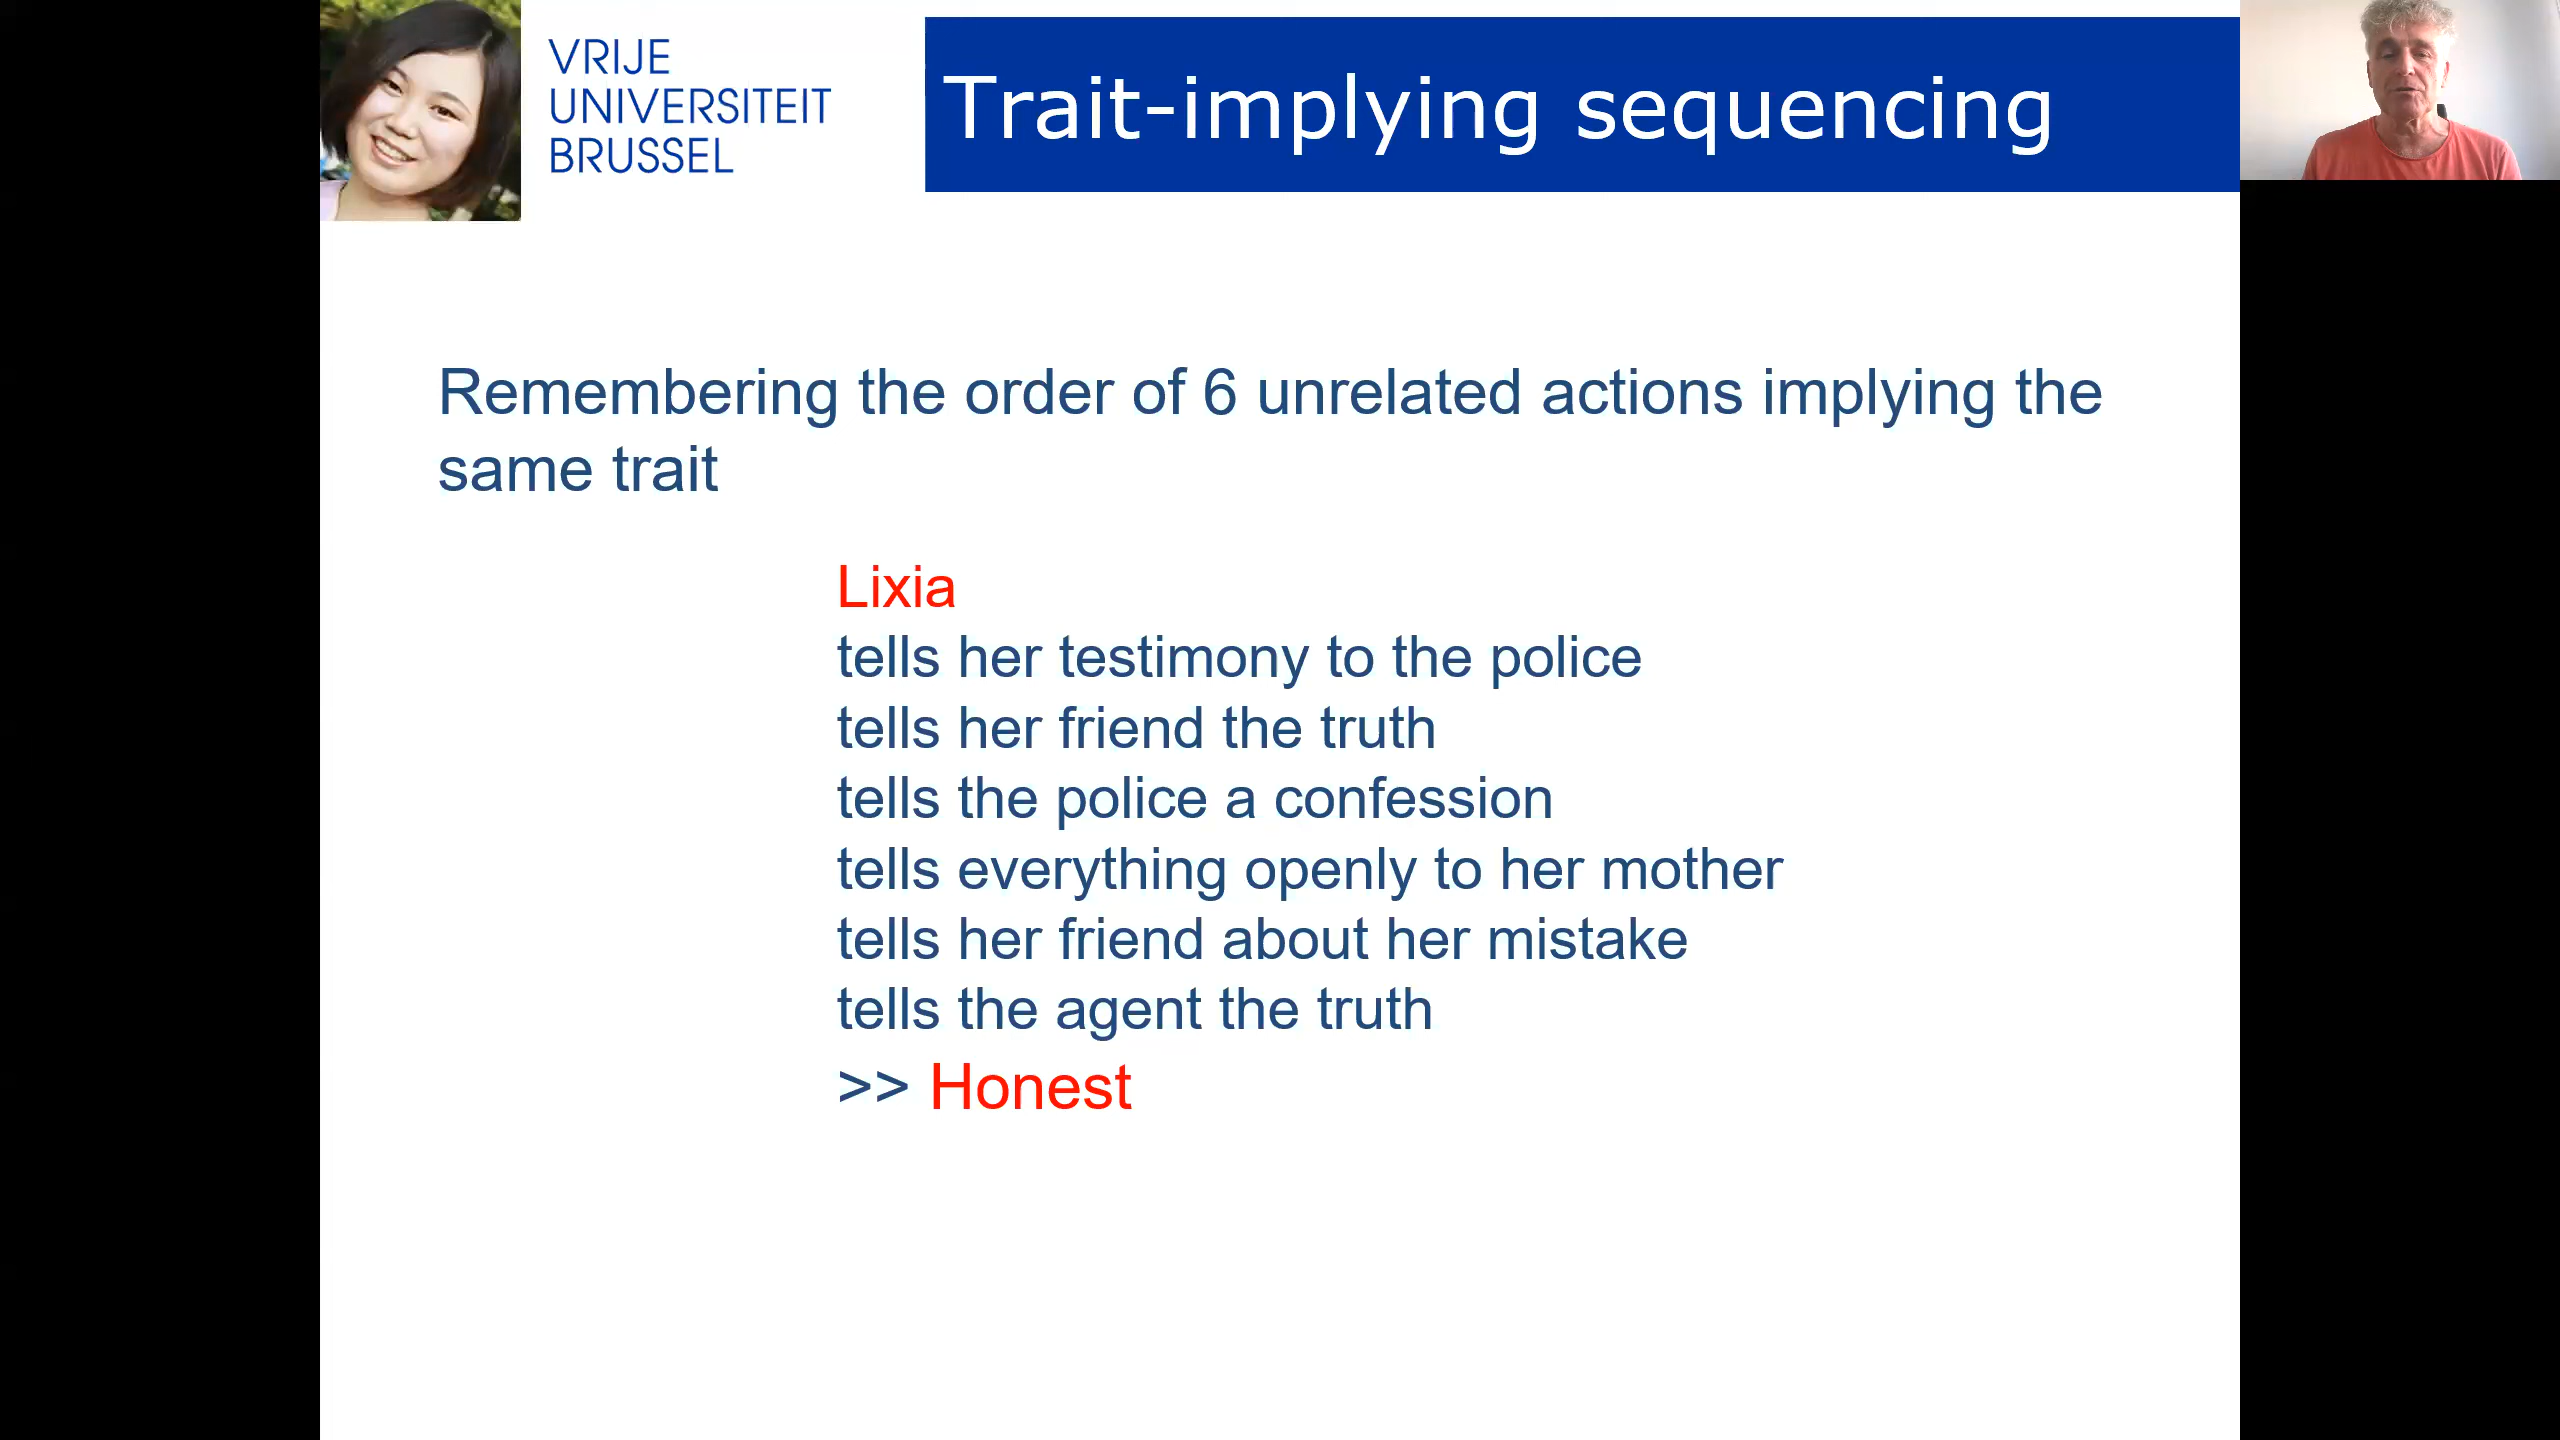 VRIJE
UNIVERSITEIT
BRUSSEL
Trait-implying sequencing
Remembering the order of 6 unrelated actions implying the
same trait
Lixia
tells her testimony to the police
tells her friend the truth
tells the police a confession
tells everything openly to her mother
tells her friend about her mistake
tells the agent the truth
>> Honest